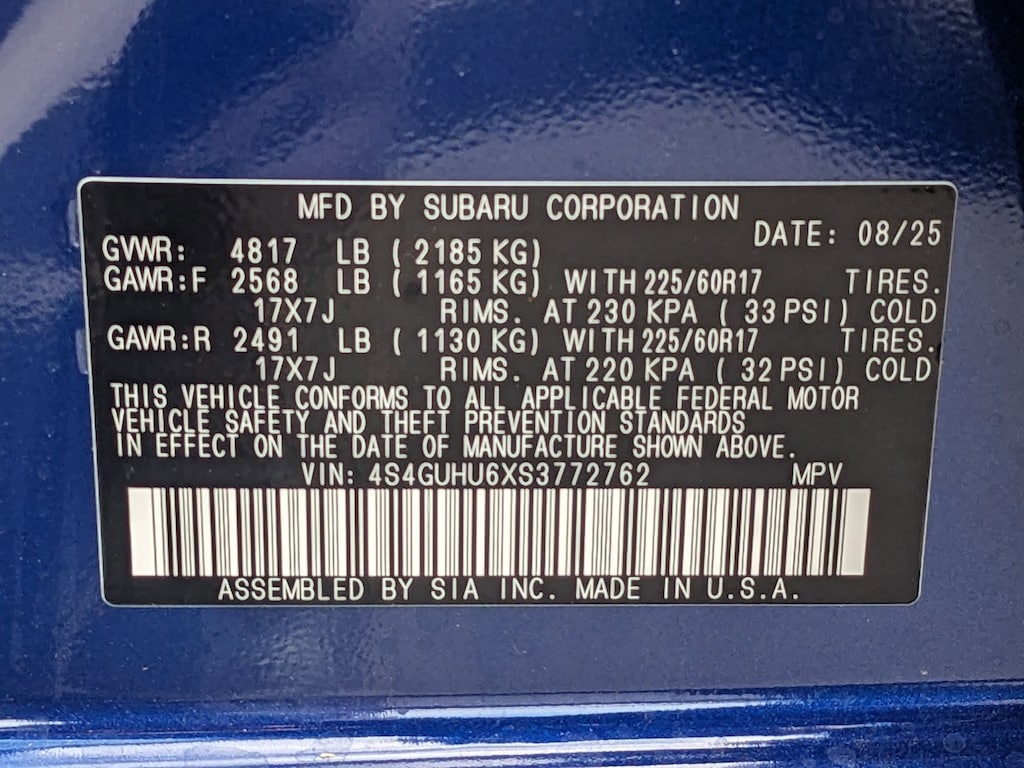 MFD BY SUBARU CORPORATION
DATE: 08/25
GVWR: 4817 LB ( 2185 KG)
GAWR:F 2568 LB ( 1165 KG) WITH 225/60R17 TIRES.
17X7J RIMS. AT 230 KPA ( 33 PSI) COLD
GAWR:R 2491 LB ( 1130 KG) WITH 225/60R17 TIRES.
17X7J RIMS. AT 220 KPA ( 32 PSI) COLD
THIS VEHICLE CONFORMS TO ALL APPLICABLE FEDERAL MOTOR
VEHICLE SAFETY AND THEFT PREVENTION STANDARDS
IN EFFECT ON THE DATE OF MANUFACTURE SHOWN ABOVE.
VIN: 4S4GUHU6XS3772762 MPV
ASSEMBLED BY SIA INC. MADE IN U.S.A.